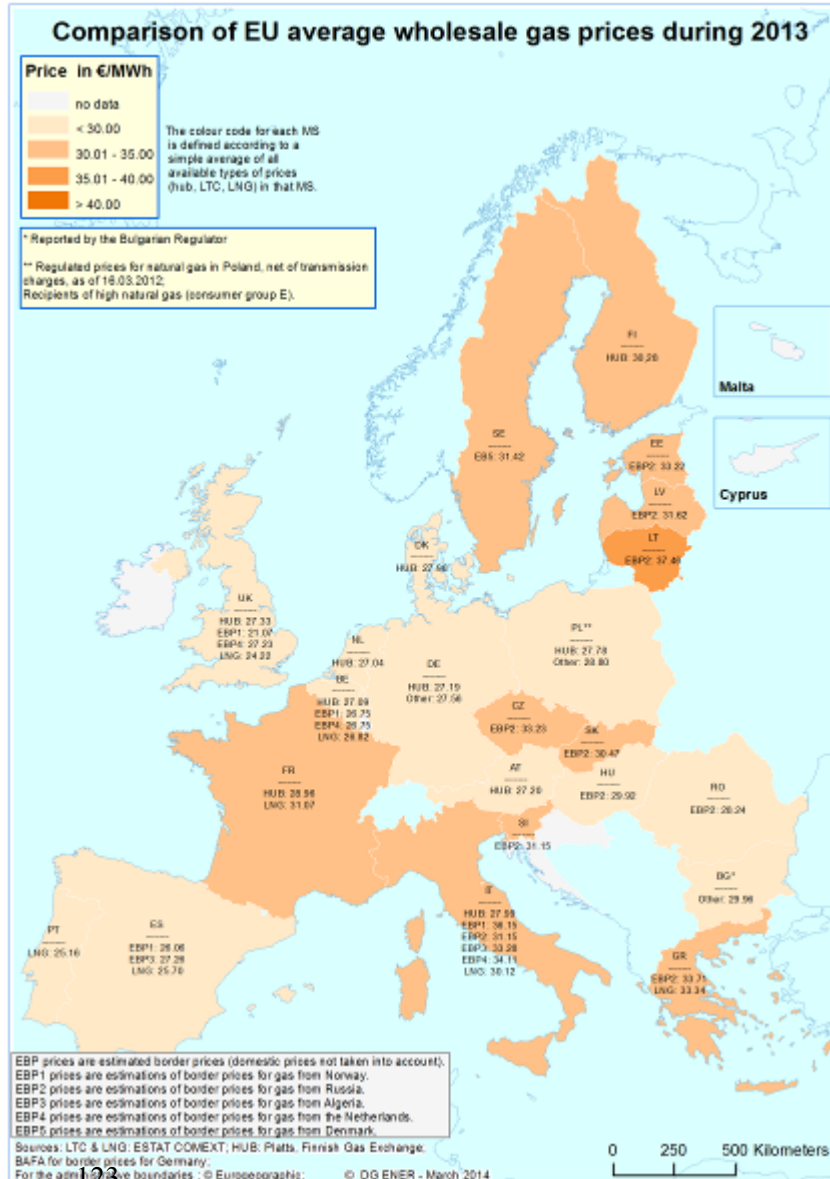 Comparison of EU average wholesale gas prices during 2013
Price in €/MWh
no data
< 30.00
30.01 - 35.00
35.01 - 40.00
> 40.00
The colour code for each MS
is defined according to a
simple average of all
available types of prices
(hub, LTC, LNG) in that MS.
* Reported by the Bulgarian Regulator
** Regulated prices for natural gas in Poland, net of transmission
charges, as of 16.03.2012;
Recipients of high natural gas (consumer group E).
FI
HUB: 30,20
Malta
SE
EB5: 31.42
EE
EBP2: 33.22
Cyprus
LV
EBP2: 31.62
LT
EBP2: 37.46
DK
HUB: 27.98
UK
HUB: 27.33
EBP1: 21.07
EBP4: 27.23
LNG: 24.22
NL
HUB: 27.04
BE
HUB: 27.09
EBP1: 26.75
EBP4: 26.75
LNG: 26.82
DE
HUB: 27.19
Other: 27.56
PL**
HUB: 27.78
Other: 28.80
CZ
EBP2: 33.23
SK
EBP2: 30.47
FR
HUB: 28.96
LNG: 31.07
AT
HUB: 27.20
HU
EBP2: 29.92
RO
EBP2: 28.24
SI
EBP2: 31.15
BG*
Other: 29.96
IT
HUB: 27.98
EBP1: 36.15
EBP2: 31.15
EBP3: 33.28
EBP4: 34.11
LNG: 30.12
PT
LNG: 25.16
ES
EBP1: 26.06
EBP3: 27.26
LNG: 25.70
GR
EBP2: 33.71
LNG: 33.34
EBP prices are estimated border prices (domestic prices not taken into account).
EBP1 prices are estimations of border prices for gas from Norway.
EBP2 prices are estimations of border prices for gas from Russia.
EBP3 prices are estimations of border prices for gas from Algeria.
EBP4 prices are estimations of border prices for gas from the Netherlands.
EBP5 prices are estimations of border prices for gas from Denmark.
Sources: LTC & LNG: ESTAT COMEXT; HUB: Platts, Finnish Gas Exchange;
BAFA for border prices for Germany;
For the administrative boundaries : © Europeographic; © DG ENER - March 2014
0 250 500 Kilometers
123